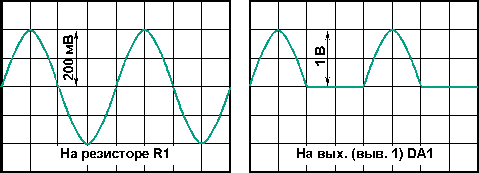 200 мВ
На резисторе R1
1 В
На вых. (выв. 1) DA1